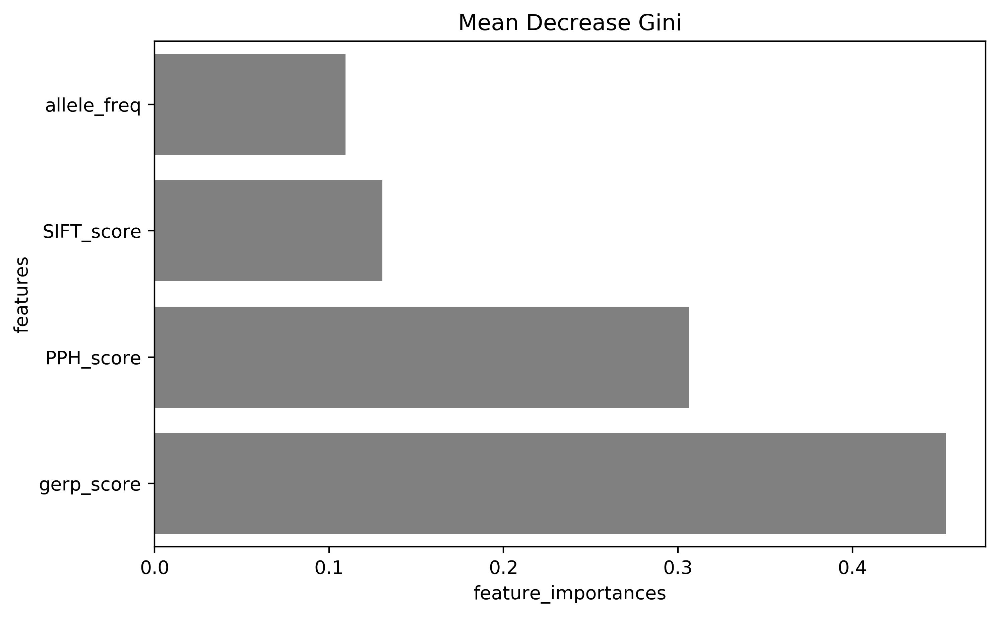 Mean Decrease Gini
allele_freq
SIFT_score
PPH_score
gerp_score
features
0.0 0.1 0.2 0.3 0.4
feature_importances